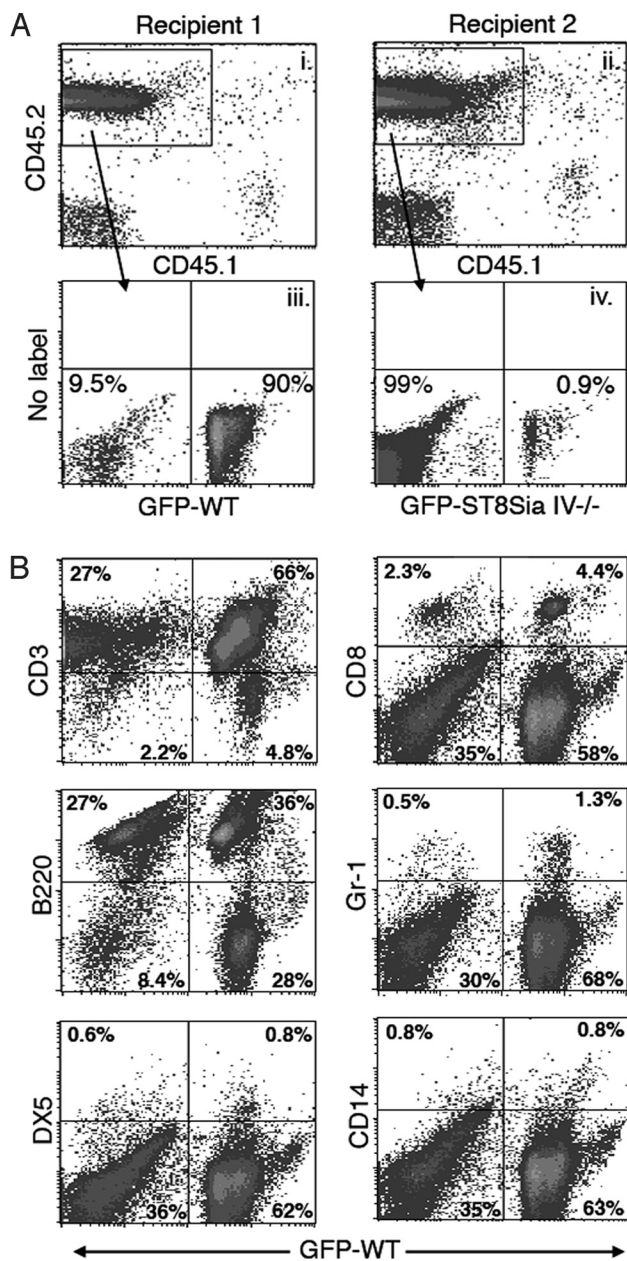 A
Recipient 1
Recipient 2
i.
ii.
CD45.2
CD45.1
CD45.1
iii.
iv.
No label
9.5%
90%
99%
0.9%
GFP-WT
GFP-ST8Sia IV-/-
B
27%
66%
2.3%
4.4%
CD3
CD8
2.2%
4.8%
35%
58%
27%
36%
0.5%
1.3%
B220
Gr-1
8.4%
28%
30%
68%
0.6%
0.8%
0.8%
0.8%
DX5
CD14
36%
62%
35%
63%
GFP-WT